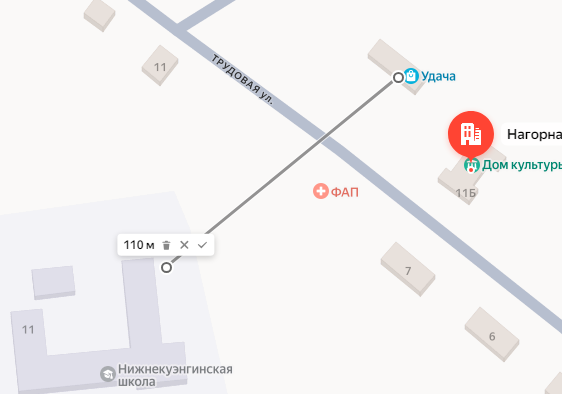 11
ТРУДОВАЯ ул.
Удача
Нагорна
Дом культуры
11Б
ФАП
110 м
7
11
6
Нижнекуэнгинская
школа